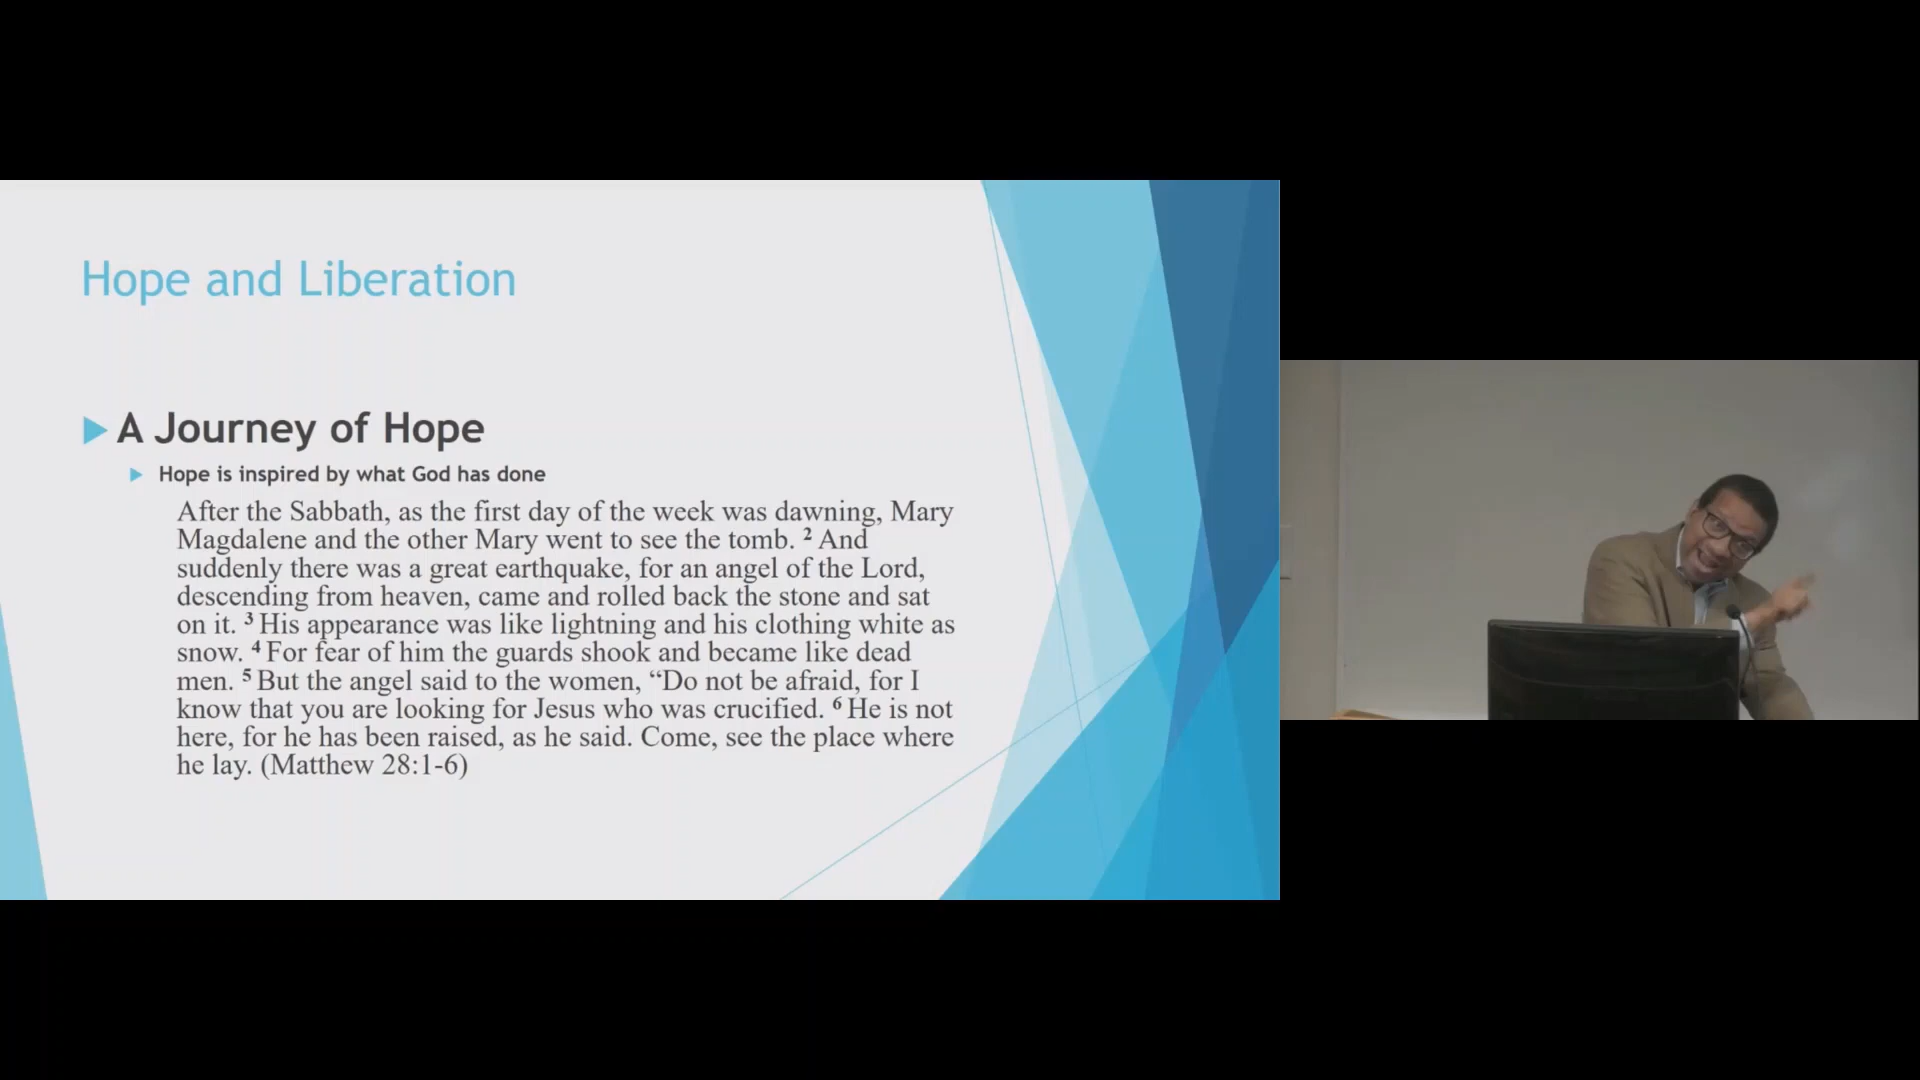 Hope and Liberation
A Journey of Hope
Hope is inspired by what God has done
After the Sabbath, as the first day of the week was dawning, Mary
Magdalene and the other Mary went to see the tomb. 2 And
suddenly there was a great earthquake, for an angel of the Lord,
descending from heaven, came and rolled back the stone and sat
on it. 3 His appearance was like lightning and his clothing white as
snow. 4 For fear of him the guards shook and became like dead
men. 5 But the angel said to the women, “Do not be afraid, for I
know that you are looking for Jesus who was crucified. 6 He is not
here, for he has been raised, as he said. Come, see the place where
he lay. (Matthew 28:1-6)